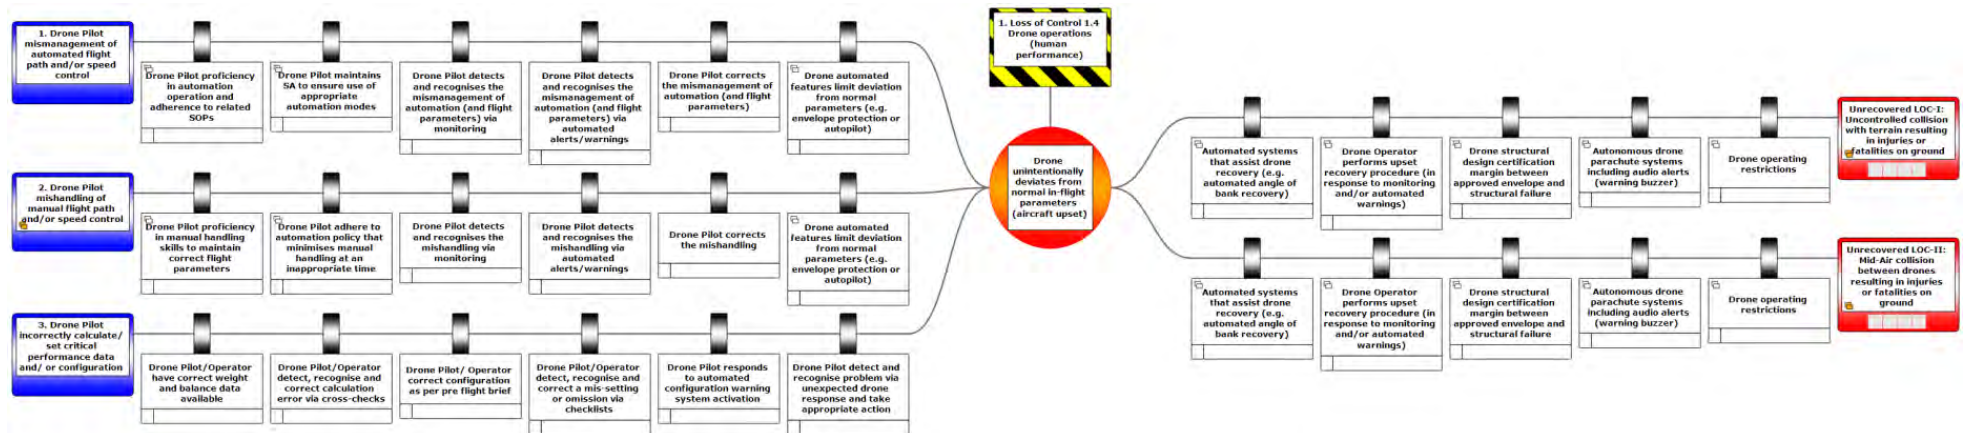 1. Drone Pilot
mismanagement of
automated flight
path and/or speed
control
Drone Pilot proficiency
in automation
operation and
adherence to related
SOPs
Drone Pilot maintains
SA to ensure use of
appropriate
automation modes
Drone Pilot detects
and recognises the
mismanagement of
automation (and flight
parameters) via
monitoring
Drone Pilot detects
and recognises the
mismanagement of
automation (and flight
parameters) via
automated
alerts/warnings
Drone Pilot corrects
the mismanagement of
automation (and flight
parameters)
Drone automated
features limit deviation
from normal
parameters (e.g.
envelope protection or
autopilot)
2. Drone Pilot
mishandling of
manual flight path
and/or speed control
Drone Pilot proficiency
in manual handling
skills to maintain
correct flight
parameters
Drone Pilot adhere to
automation policy that
minimises manual
handling at an
inappropriate time
Drone Pilot detects
and recognises the
mishandling via
monitoring
Drone Pilot detects
and recognises the
mishandling via
automated
alerts/warnings
Drone Pilot corrects
the mishandling
Drone automated
features limit deviation
from normal
parameters (e.g.
envelope protection or
autopilot)
3. Drone Pilot
incorrectly calculate/
set critical
performance data
and/ or configuration
Drone Pilot/Operator
have correct weight
and balance data
available
Drone Pilot/Operator
detect, recognise and
correct calculation
error via cross-checks
Drone Pilot/ Operator
correct configuration
as per pre flight brief
Drone Pilot/Operator
detect, recognise and
correct a mis-setting
or omission via
checklists
Drone Pilot responds
to automated
configuration warning
system activation
Drone Pilot detect and
recognise problem via
unexpected drone
response and take
appropriate action
1. Loss of Control 1.4
Drone operations
(human
performance)
Drone
unintentionally
deviates from
normal in-flight
parameters
(aircraft upset)
Automated systems
that assist drone
recovery (e.g.
automated angle of
bank recovery)
Drone Operator
performs upset
recovery procedure (in
response to monitoring
and/or automated
warnings)
Drone structural
design certification
margin between
approved envelope and
structural failure
Autonomous drone
parachute systems
including audio alerts
(warning buzzer)
Drone operating
restrictions
Unrecovered LOC-I:
Uncontrolled collision
with terrain resulting
in injuries or
fatalities on ground
Automated systems
that assist drone
recovery (e.g.
automated angle of
bank recovery)
Drone Operator
performs upset
recovery procedure (in
response to monitoring
and/or automated
warnings)
Drone structural
design certification
margin between
approved envelope and
structural failure
Autonomous drone
parachute systems
including audio alerts
(warning buzzer)
Drone operating
restrictions
Unrecovered LOC-II:
Mid-Air collision
between drones
resulting in injuries
or fatalities on
ground